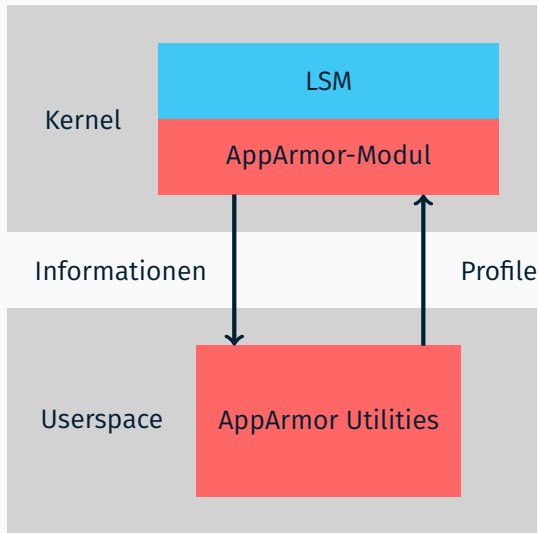 LSM
Kernel
AppArmor-Modul
Informationen
Profile
Userspace
AppArmor Utilities